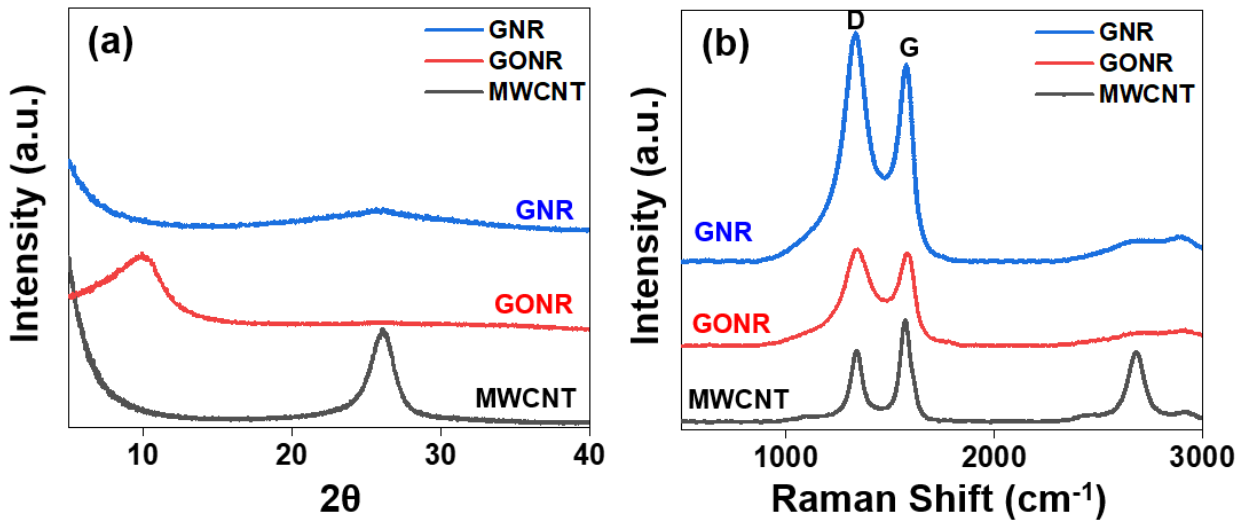 (a)
GNR
GONR
MWCNT
GNR
GONR
MWCNT
10 20 30 40
2θ
Intensity (a.u.)
(b)
D
G
GNR
GONR
MWCNT
GNR
GONR
MWCNT
1000 2000 3000
Raman Shift (cm⁻¹)
Intensity (a.u.)